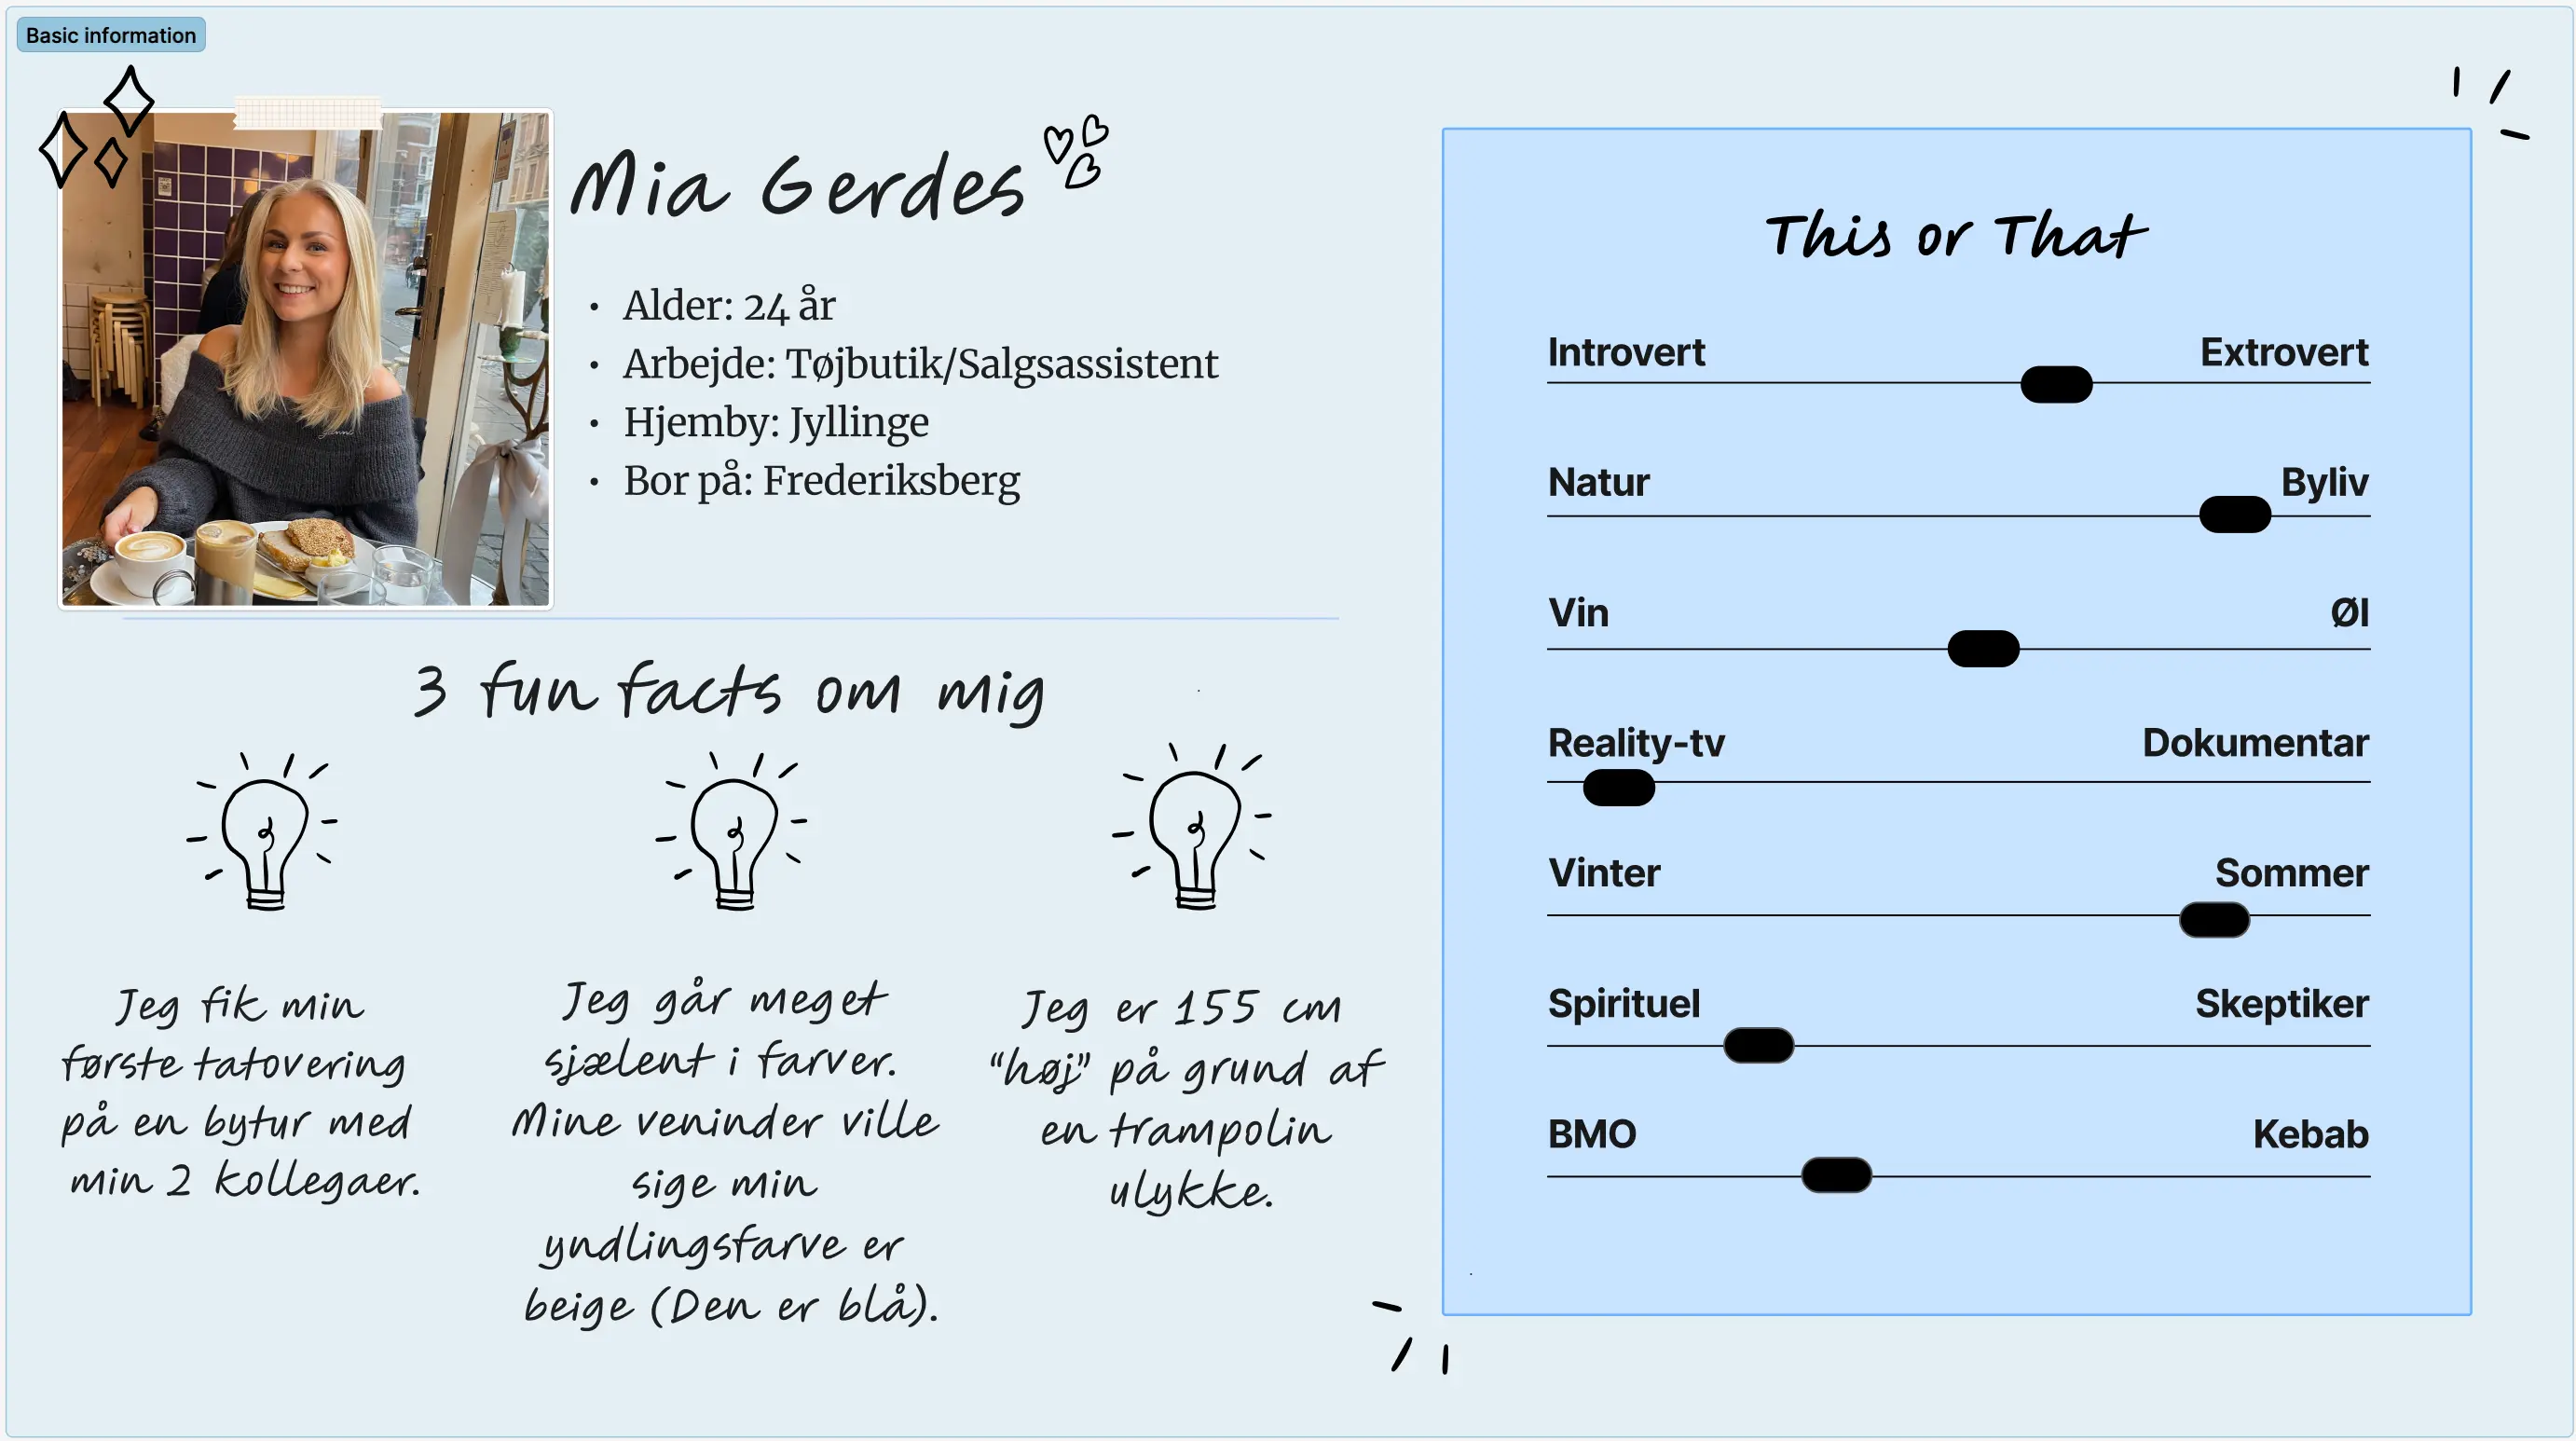 Basic information
Mia Gerdes
• Alder: 24 år
• Arbejde: Tøjbutik/Salgsassistent
• Hjemby: Jyllinge
• Bor på: Frederiksberg
3 fun facts om mig
Jeg fik min
første tatovering
på en bytur med
min 2 kollegaer.
Jeg går meget
sjælent i farver.
Mine veninder ville
sige min
yndlingsfarve er
beige (Den er blå).
Jeg er 155 cm
“høj” på grund af
en trampolin
ulykke.
This or That
Introvert Extrovert
Natur Byliv
Vin Øl
Reality-tv Dokumentar
Vinter Sommer
Spirituel Skeptiker
BMO Kebab